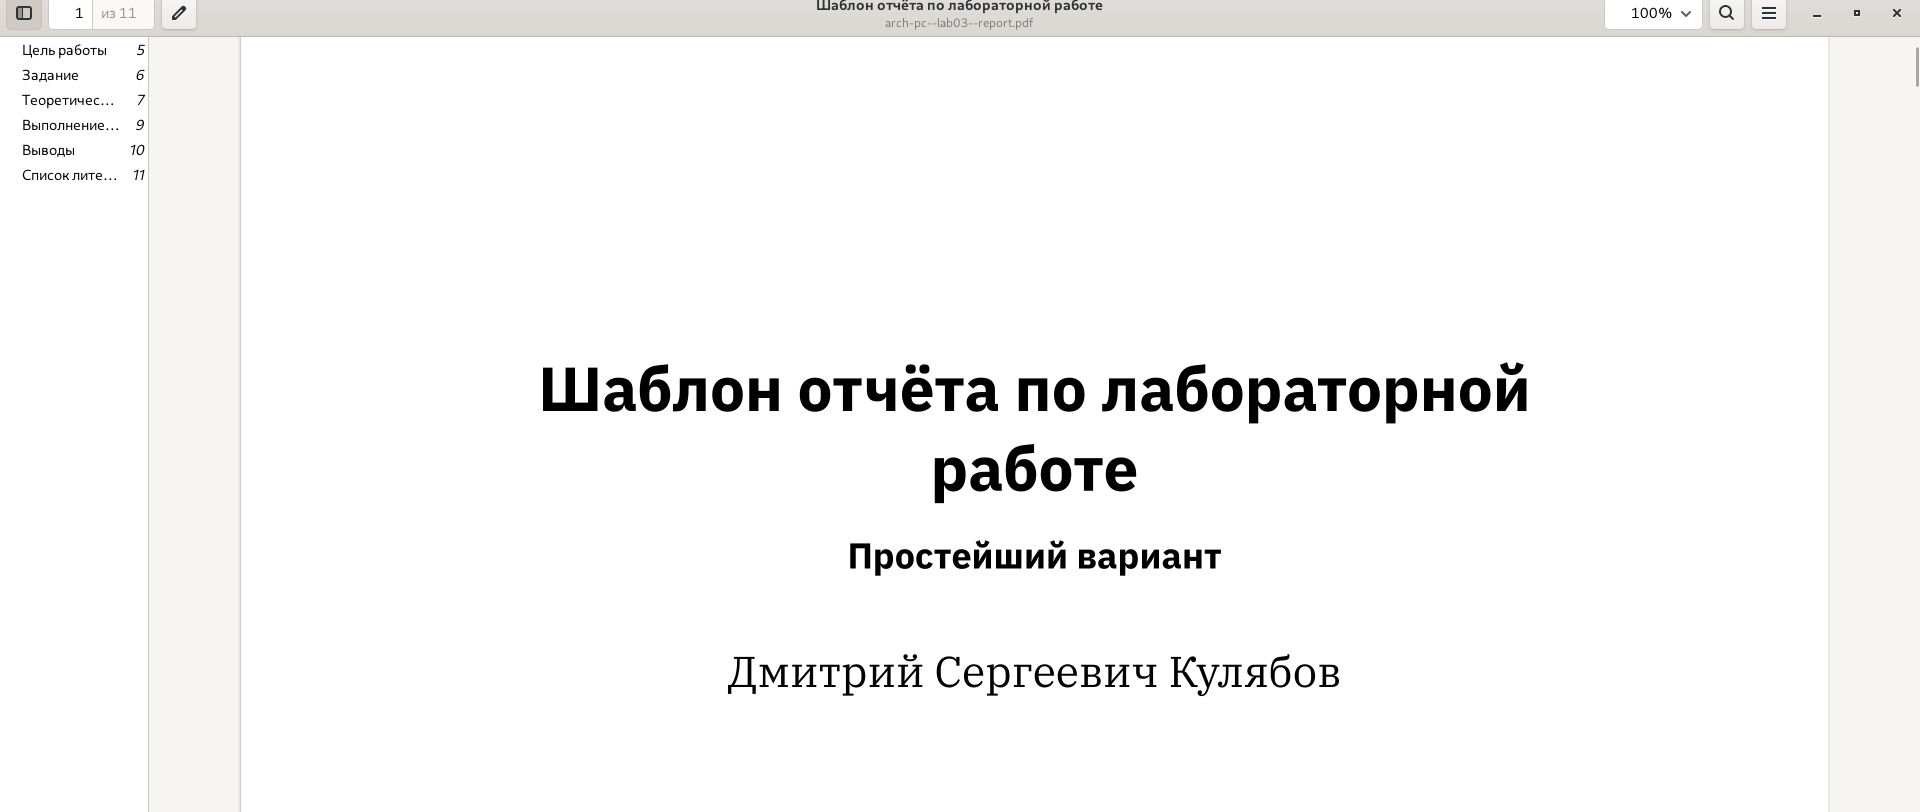 1 из 11
Шаблон отчёта по лабораторной работе
arch-pc--lab03--report.pdf
100%
Цель работы 5
Задание 6
Теоретичес… 7
Выполнение… 9
Выводы 10
Список лите… 11
Шаблон отчёта по лабораторной
работе
Простейший вариант
Дмитрий Сергеевич Кулябов